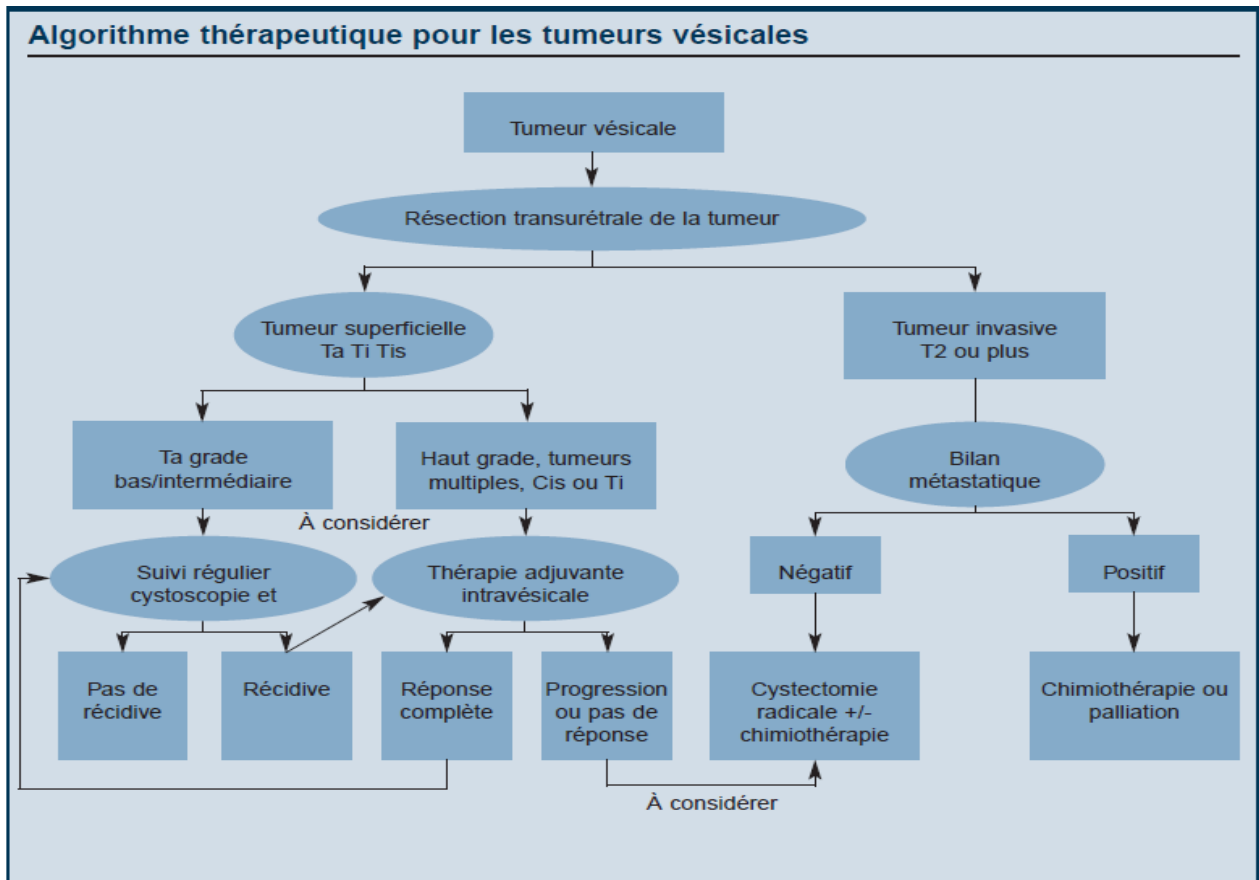 Algorithme thérapeutique pour les tumeurs vésicales
Tumeur vésicale
Résection transurétrale de la tumeur
Tumeur superficielle
Ta Ti Tis
Tumeur invasive
T2 ou plus
Ta grade
bas/intermédiaire
Haut grade, tumeurs
multiples, Cis ou Ti
Bilan
métastatique
À considérer
Suivi régulier
cystoscopie et
Thérapie adjuvante
intravésicale
Négatif
Positif
Pas de
récidive
Récidive
Réponse
complète
Progression
ou pas de
réponse
Cystectomie
radicale +/-
chimiothérapie
Chimiothérapie ou
palliation
À considérer